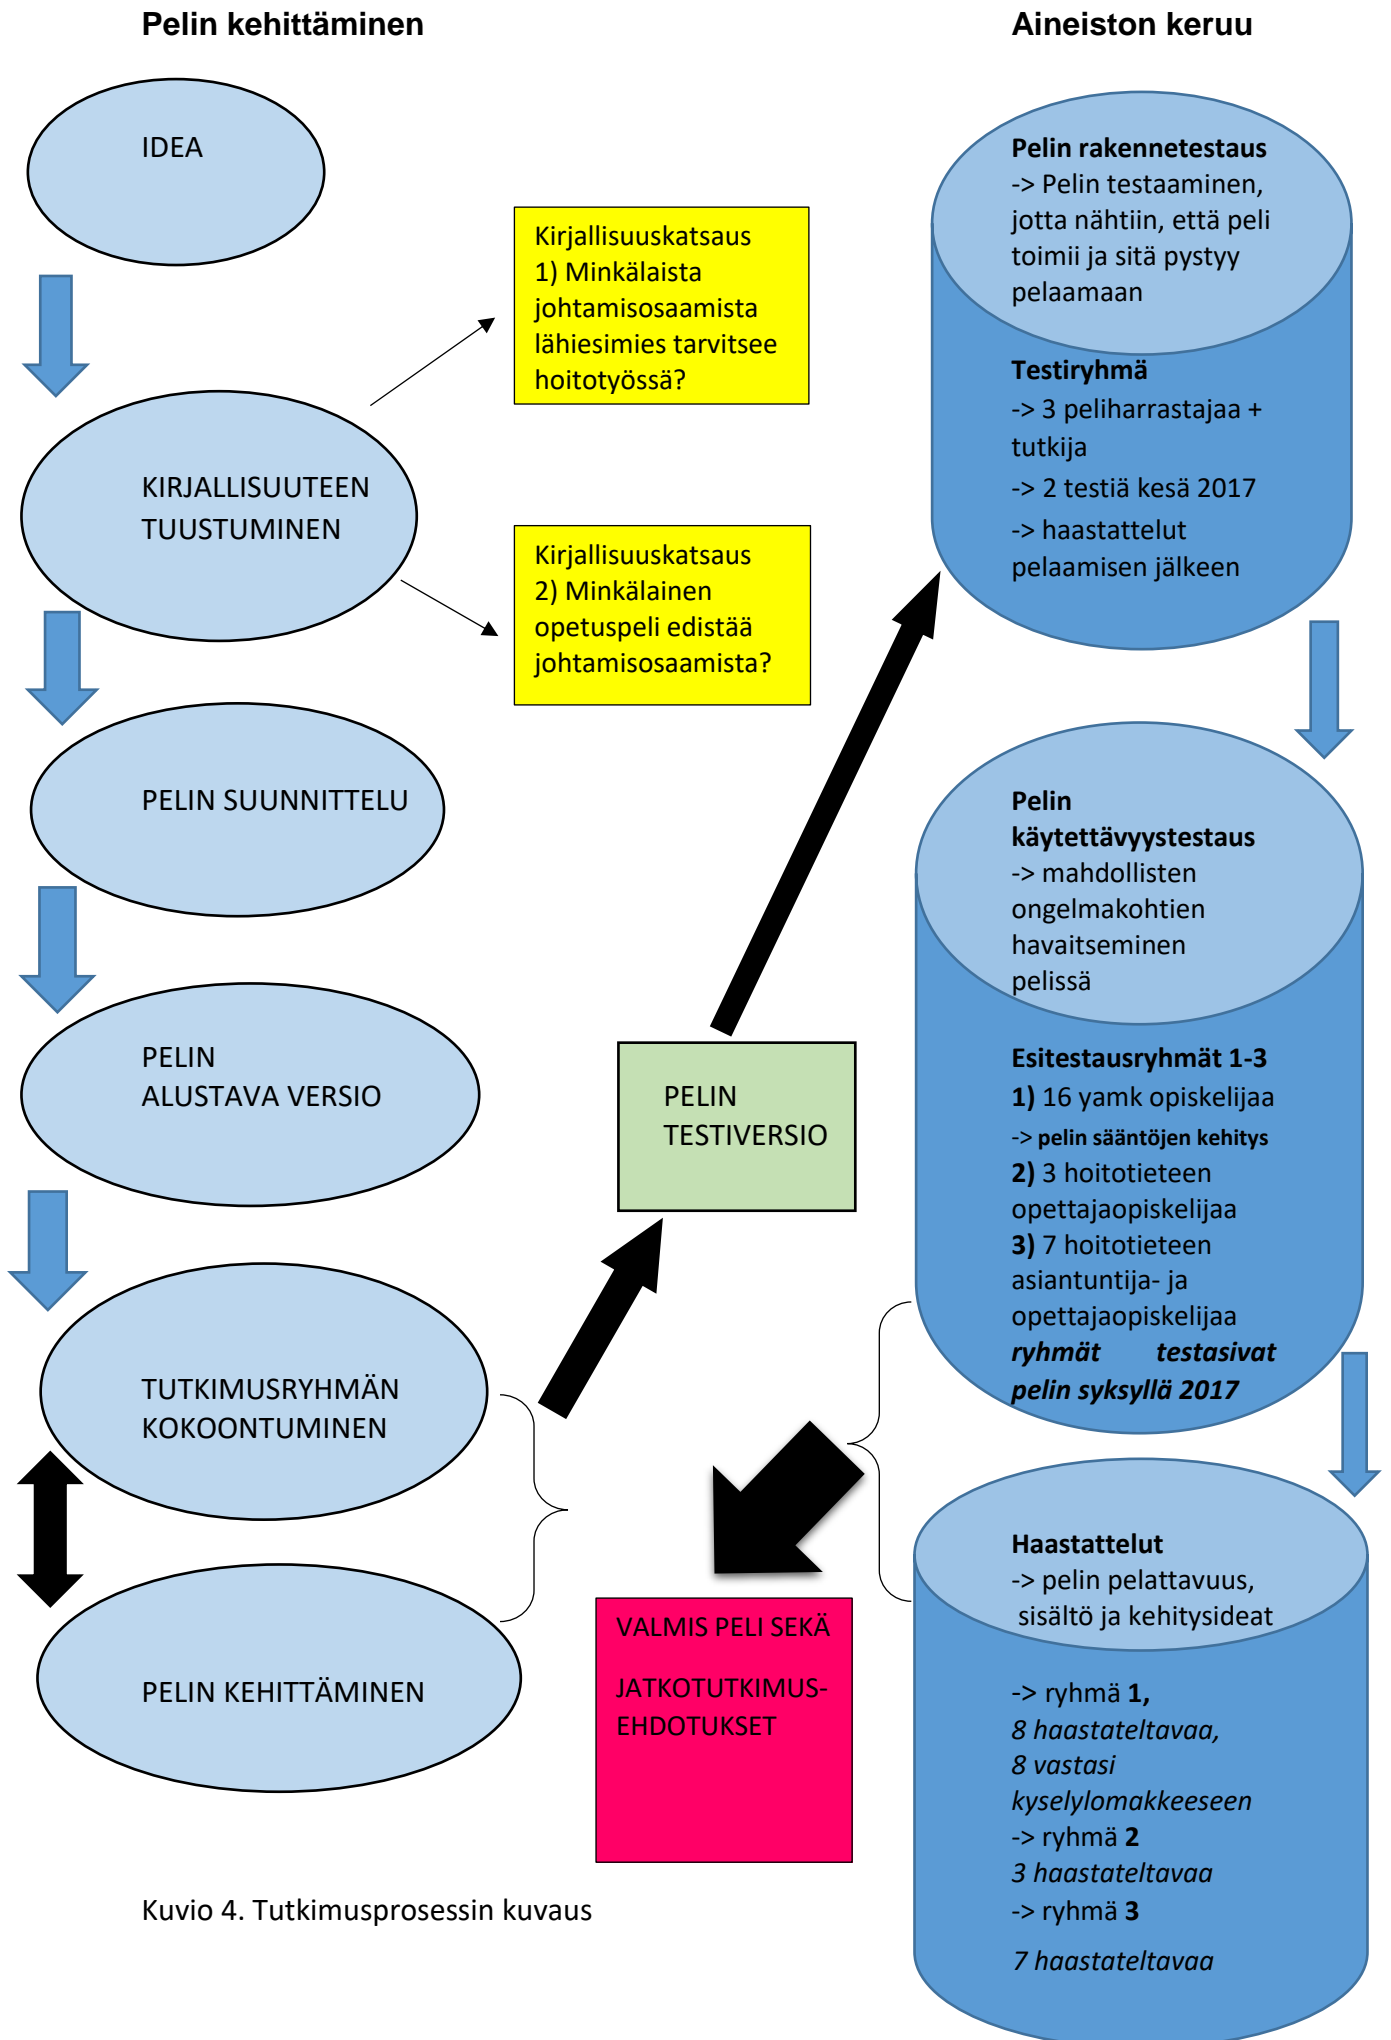 Pelin kehittäminen
IDEA
KIRJALLISUUTEEN
TUUSTUMINEN
Kirjallisuuskatsaus
1) Minkälaista
johtamisosaamista
lähiesimies tarvitsee
hoitotyössä?
Kirjallisuuskatsaus
2) Minkälainen
opetuspeli edistää
johtamisosaamista?
PELIN SUUNNITTELU
PELIN
ALUSTAVA VERSIO
TUTKIMUSRYHMÄN
KOKOONTUMINEN
PELIN KEHITTÄMINEN
PELIN
TESTIVERSIO
Aineiston keruu
Pelin rakennetestaus
-> Pelin testaaminen,
jotta nähtiin, että peli
toimii ja sitä pystyy
pelaamaan
Testiryhmä
-> 3 peliharrastajaa +
tutkija
-> 2 testiä kesä 2017
-> haastattelut
pelaamisen jälkeen
Pelin
käytettävyystestaus
-> mahdollisten
ongelmakohtien
havaitseminen
pelissä
Esitestausryhmät 1-3
1) 16 yamk opiskelijaa
-> pelin sääntöjen kehitys
2) 3 hoitotieteen
opettajaopiskelijaa
3) 7 hoitotieteen
asiantuntija- ja
opettajaopiskelijaa
ryhmät testasivat
pelin syksyllä 2017
Haastattelut
-> pelin pelattavuus,
sisältö ja kehitysideat
-> ryhmä 1,
8 haastateltavaa,
8 vastasi
kyselylomakkeeseen
-> ryhmä 2
3 haastateltavaa
-> ryhmä 3
7 haastateltavaa
VALMIS PELI SEKÄ
JATKOTUTKIMUS-
EHDOTUKSET
Kuvio 4. Tutkimusprosessin kuvaus